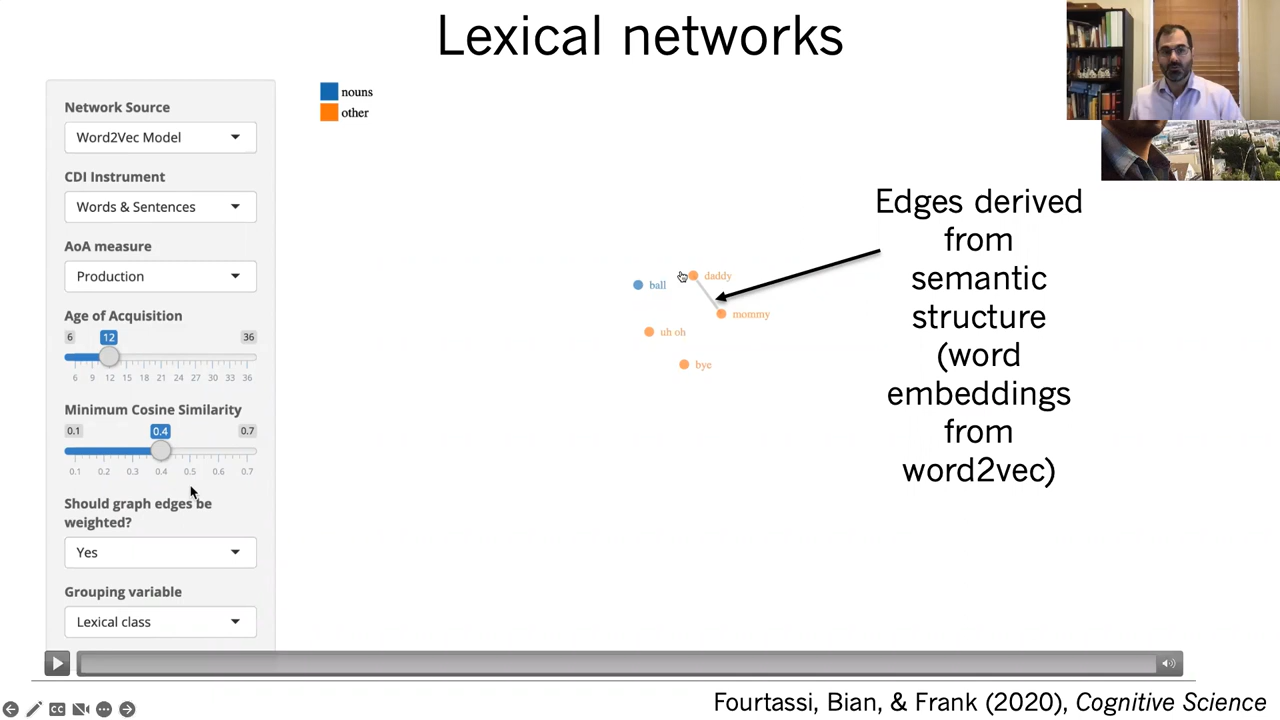 Lexical networks
Network Source
Word2Vec Model
CDI Instrument
Words & Sentences
AoA measure
Production
Age of Acquisition
6 12 36
6 9 12 15 18 21 24 27 30 33 36
Minimum Cosine Similarity
0.1 0.4 0.7
0.1 0.2 0.3 0.4 0.5 0.6 0.7
Should graph edges be
weighted?
Yes
Grouping variable
Lexical class
nouns
other
daddy
ball
mommy
uh oh
bye
Edges derived
from
semantic
structure
(word
embeddings
from
word2vec)
CC
Fourtassi, Bian, & Frank (2020), Cognitive Science